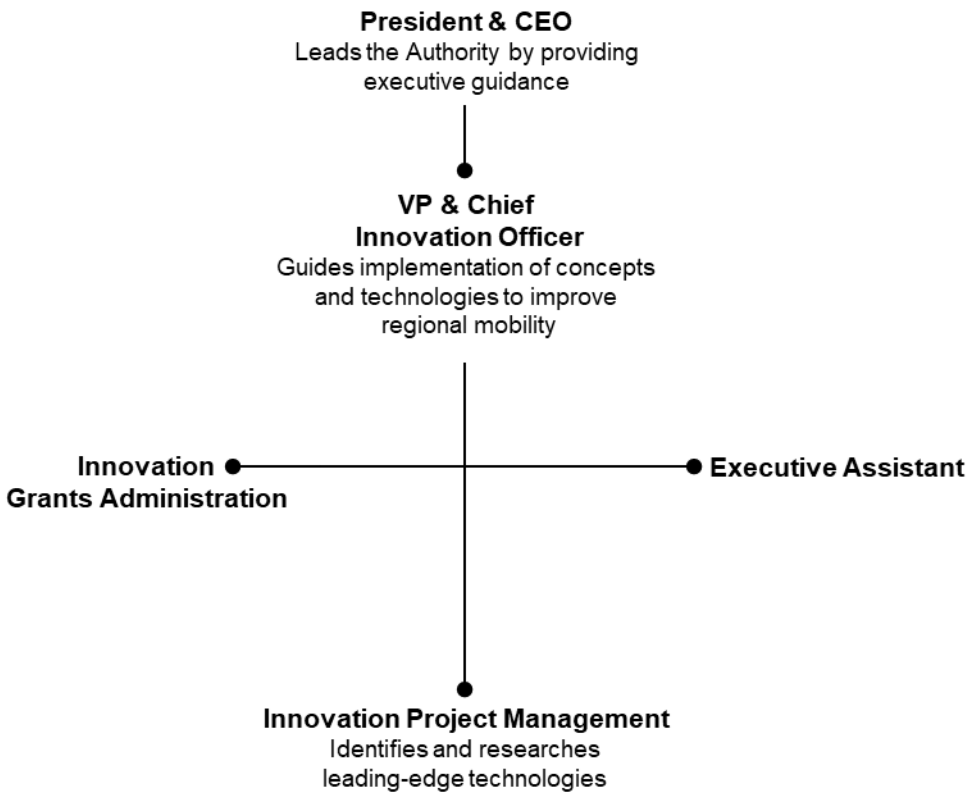 President & CEO
Leads the Authority by providing
executive guidance
VP & Chief
Innovation Officer
Guides implementation of concepts
and technologies to improve
regional mobility
Innovation
Grants Administration
Executive Assistant
Innovation Project Management
Identifies and researches
leading-edge technologies